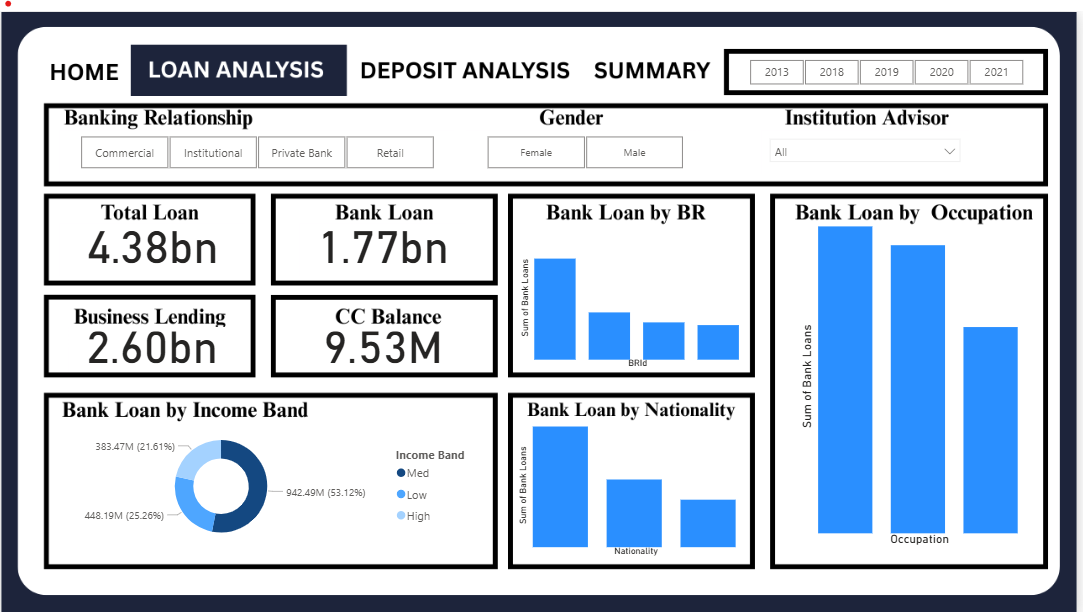 HOME LOAN ANALYSIS DEPOSIT ANALYSIS SUMMARY
2013 2018 2019 2020 2021
Banking Relationship
Commercial Institutional Private Bank Retail
Gender
Female Male
Institution Advisor
All
Total Loan
4.38bn
Bank Loan
1.77bn
Business Lending
2.60bn
CC Balance
9.53M
Bank Loan by BR
Sum of Bank Loans
BRId
Bank Loan by Occupation
Sum of Bank Loans
Occupation
Bank Loan by Income Band
383.47M (21.61%)
942.49M (53.12%)
448.19M (25.26%)
Income Band
Med
Low
High
Bank Loan by Nationality
Sum of Bank Loans
Nationality